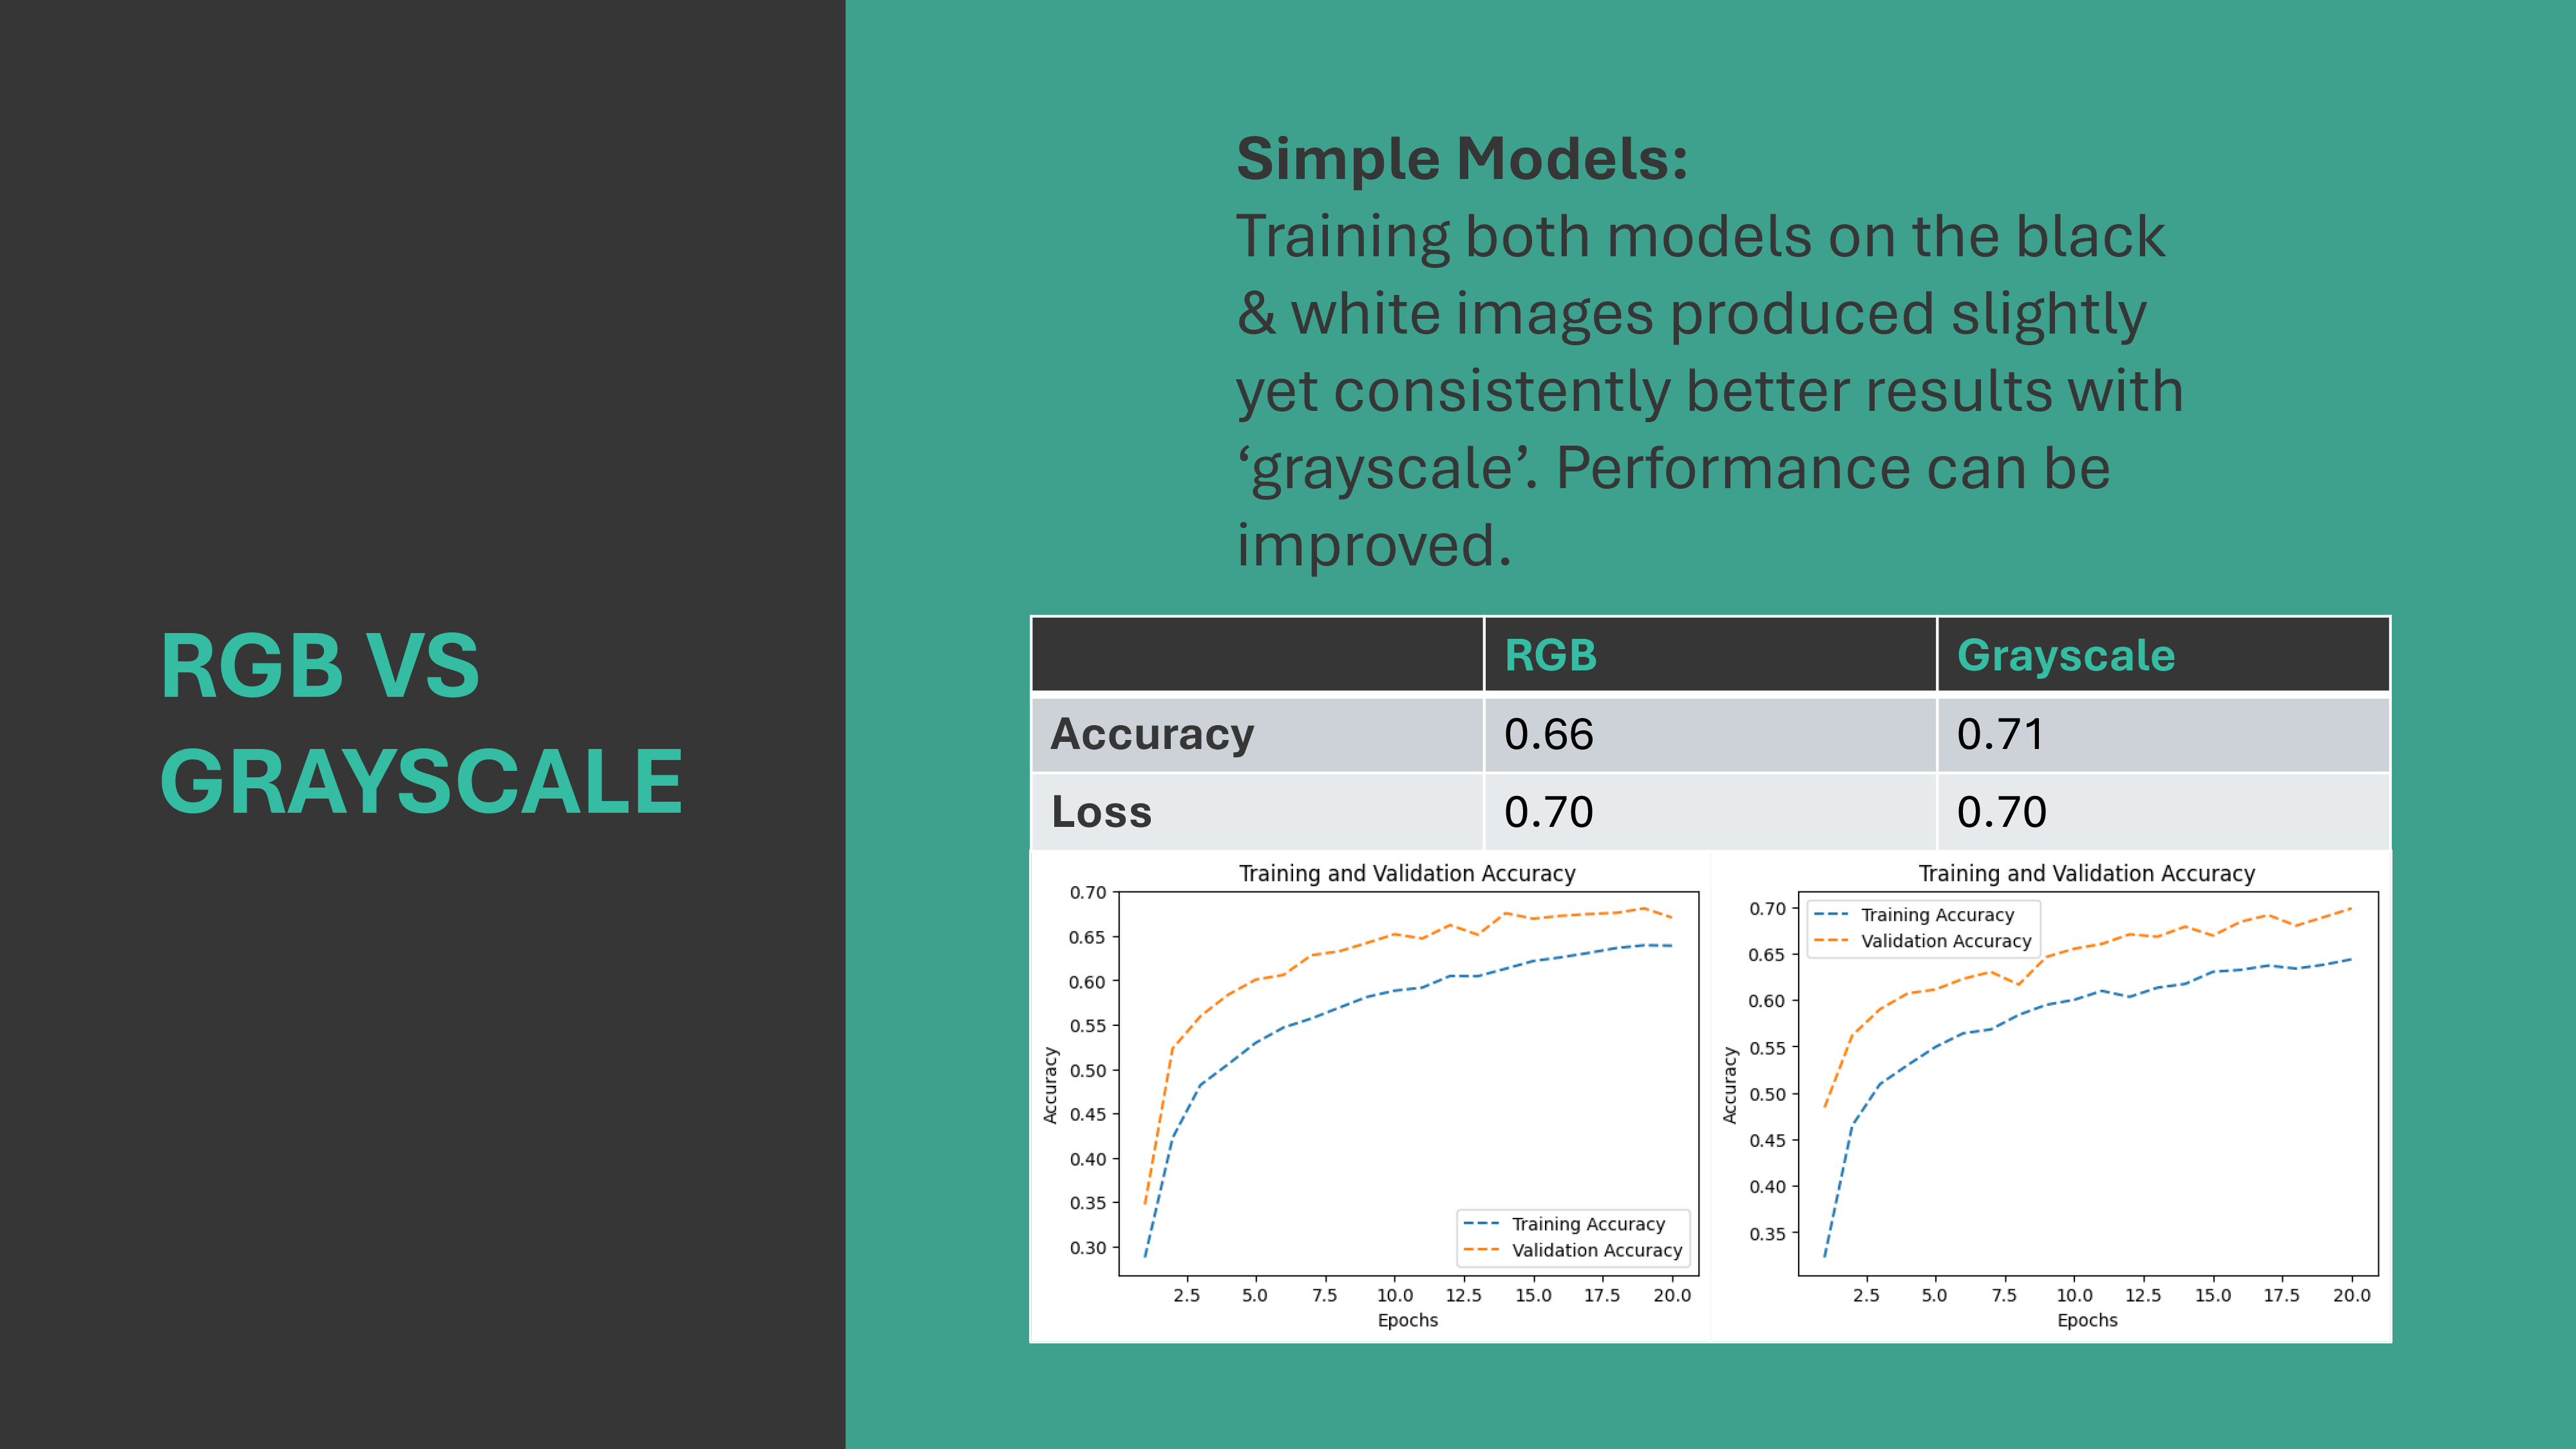 RGB VS
GRAYSCALE
Simple Models:
Training both models on the black
& white images produced slightly
yet consistently better results with
‘grayscale’. Performance can be
improved.
RGB Grayscale
Accuracy 0.66 0.71
Loss 0.70 0.70
Training and Validation Accuracy
0.70
0.65
0.60
0.55
0.50
0.45
0.40
0.35
0.30
Accuracy
Training Accuracy
Validation Accuracy
2.5 5.0 7.5 10.0 12.5 15.0 17.5 20.0
Epochs
Training and Validation Accuracy
Training Accuracy
Validation Accuracy
0.70
0.65
0.60
0.55
0.50
0.45
0.40
0.35
Accuracy
2.5 5.0 7.5 10.0 12.5 15.0 17.5 20.0
Epochs